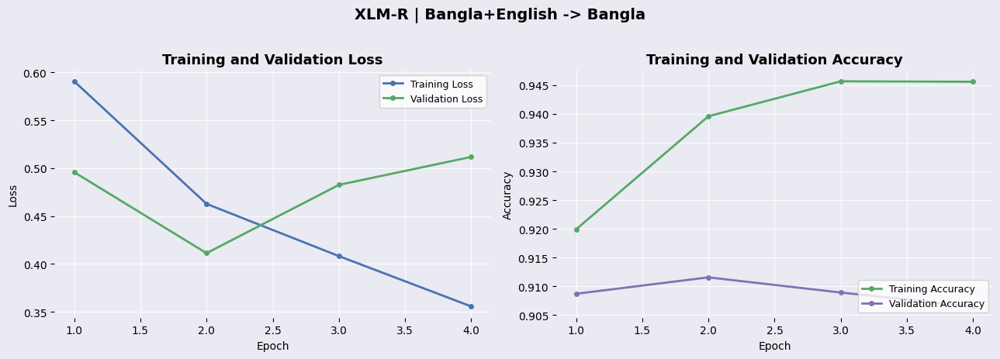 XLM-R | Bangla+English -> Bangla
Training and Validation Loss
Training Loss
Validation Loss
0.60
0.55
0.50
0.45
0.40
0.35
Loss
1.0 1.5 2.0 2.5 3.0 3.5 4.0
Epoch
Training and Validation Accuracy
0.945
0.940
0.935
0.930
0.925
0.920
0.915
0.910
0.905
Accuracy
Training Accuracy
Validation Accuracy
1.0 1.5 2.0 2.5 3.0 3.5 4.0
Epoch